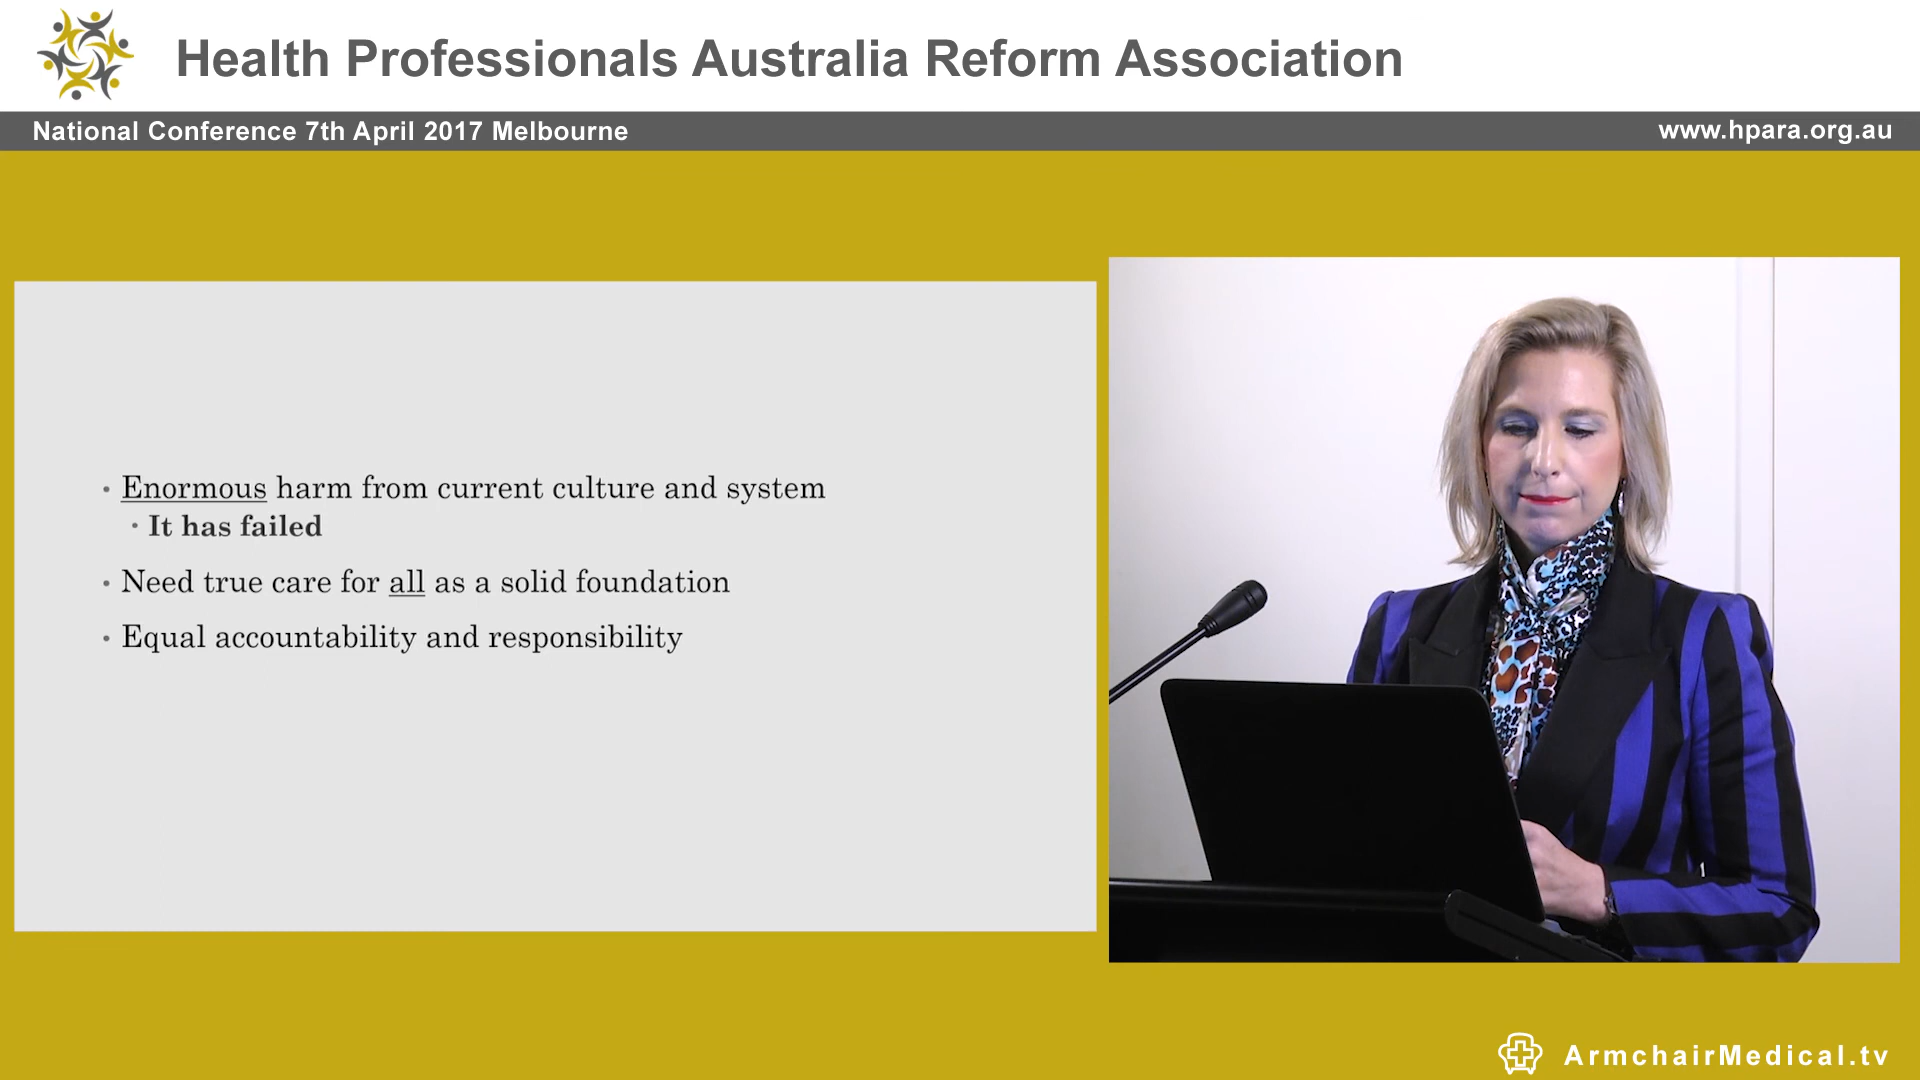 Health Professionals Australia Reform Association
National Conference 7th April 2017 Melbourne
www.hpara.org.au
• Enormous harm from current culture and system
• It has failed
• Need true care for all as a solid foundation
• Equal accountability and responsibility
ArmchairMedical.tv